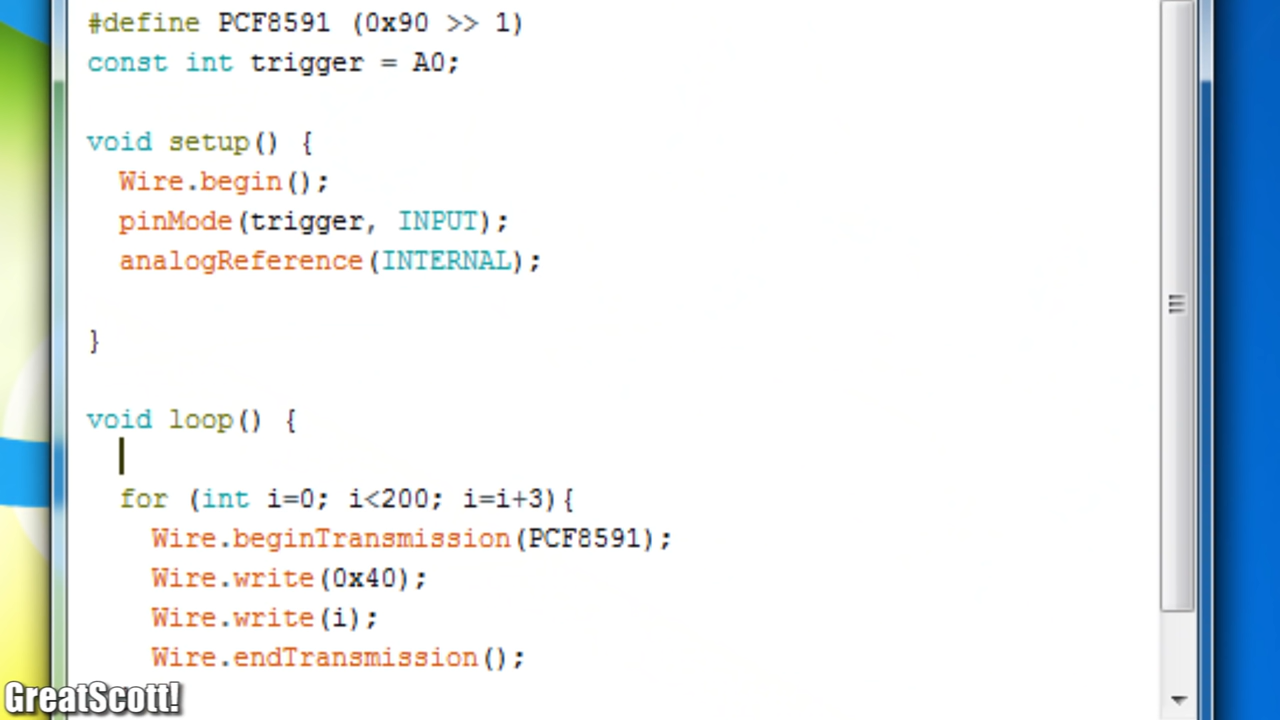 #define PCF8591 (0x90 >> 1)
const int trigger = A0;
void setup() {
Wire.begin();
pinMode(trigger, INPUT);
analogReference(INTERNAL);
}
void loop() {
for (int i=0; i<200; i=i+3){
Wire.beginTransmission(PCF8591);
Wire.write(0x40);
Wire.write(i);
Wire.endTransmission();
GreatScott!